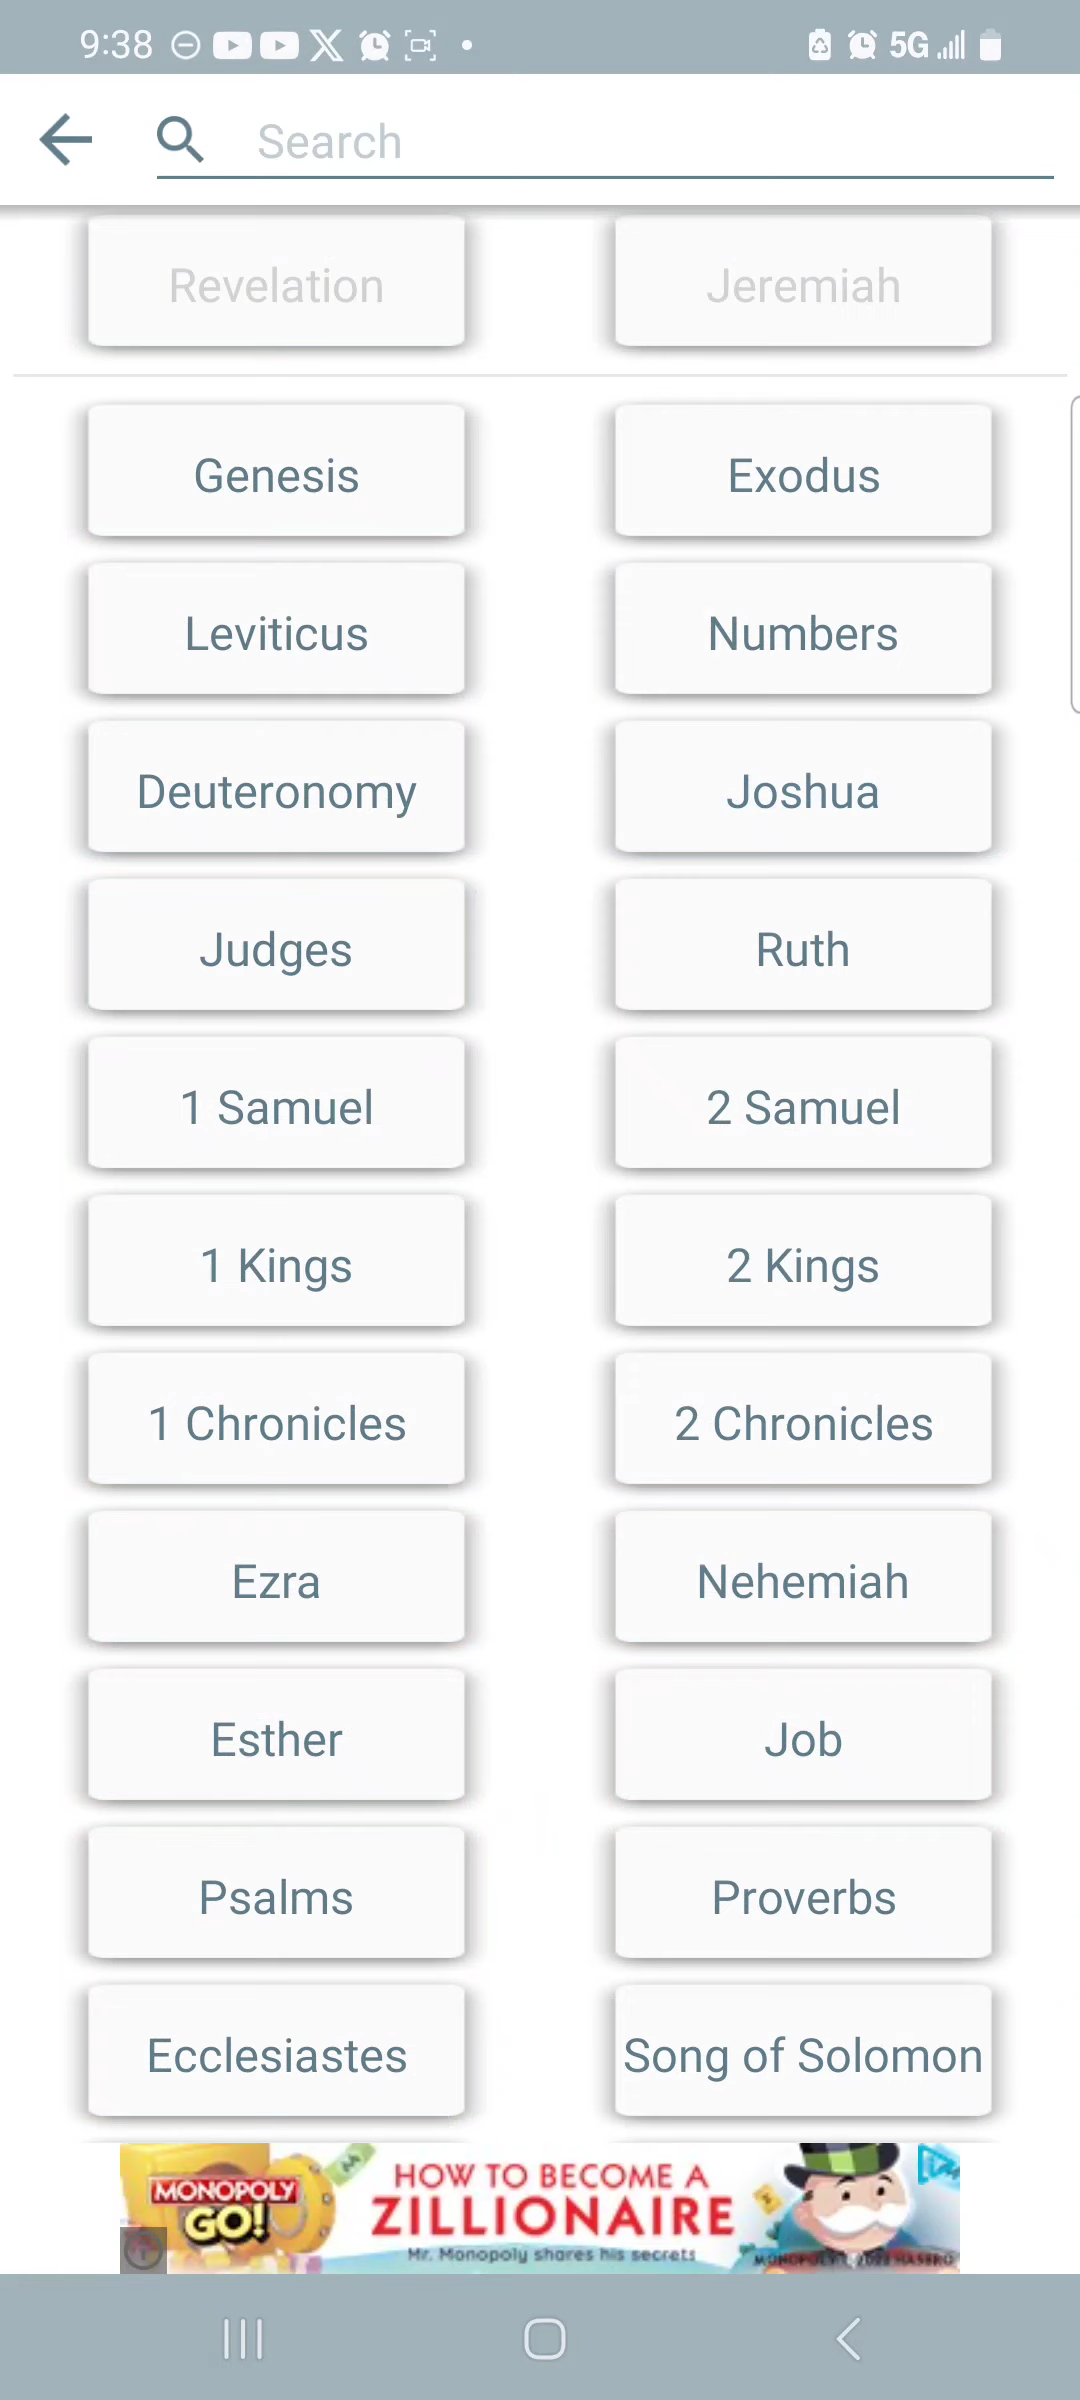 9:38
5G
Search
Revelation
Jeremiah
Genesis
Exodus
Leviticus
Numbers
Deuteronomy
Joshua
Judges
Ruth
1 Samuel
2 Samuel
1 Kings
2 Kings
1 Chronicles
2 Chronicles
Ezra
Nehemiah
Esther
Job
Psalms
Proverbs
Ecclesiastes
Song of Solomon
MONOPOLY
GO!
HOW TO BECOME A
ZILLIONAIRE
Mr. Monopoly shares his secrets